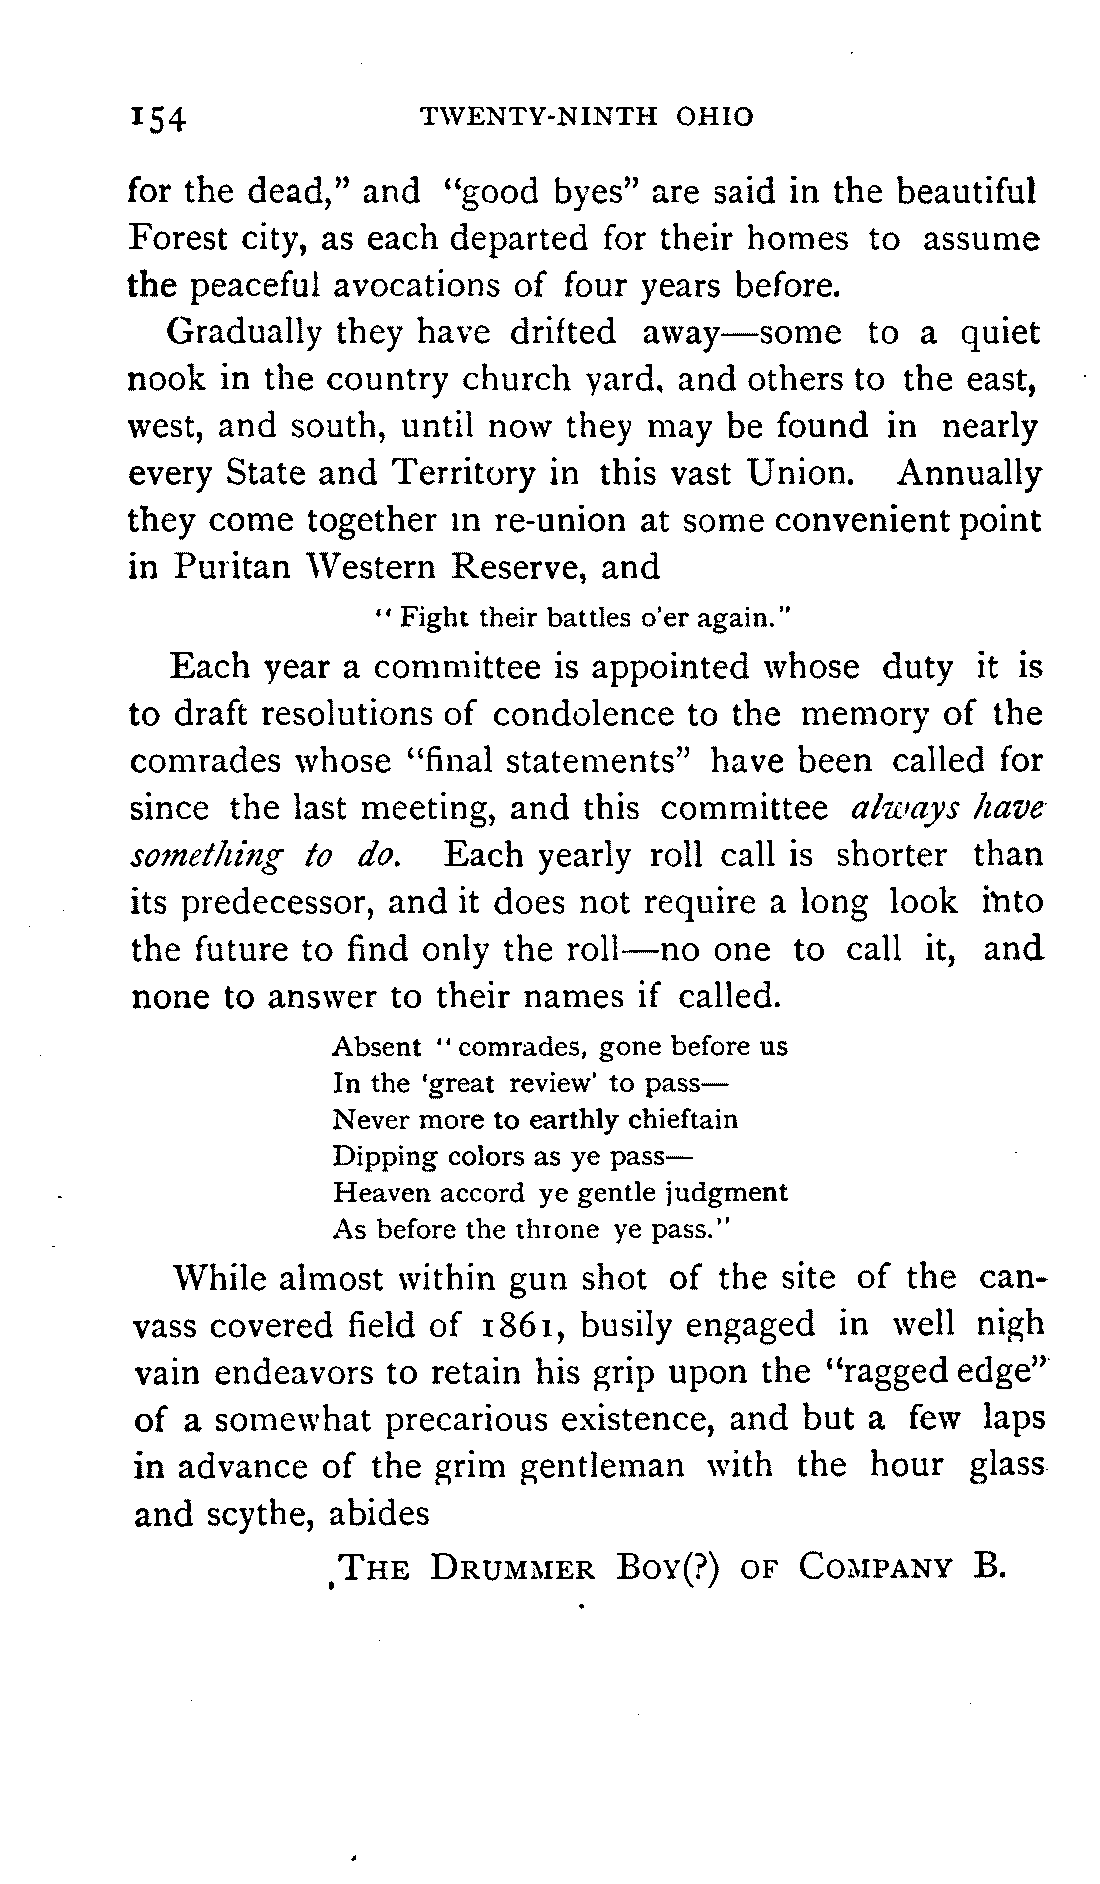 154 TWENTY-NINTH OHIO
for the dead,” and “good byes” are said in the beautiful
Forest city, as each departed for their homes to assume
the peaceful avocations of four years before.
Gradually they have drifted away—some to a quiet
nook in the country church yard, and others to the east,
west, and south, until now they may be found in nearly
every State and Territory in this vast Union. Annually
they come together in re-union at some convenient point
in Puritan Western Reserve, and
“ Fight their battles o’er again.”
Each year a committee is appointed whose duty it is
to draft resolutions of condolence to the memory of the
comrades whose “final statements” have been called for
since the last meeting, and this committee always have
something to do. Each yearly roll call is shorter than
its predecessor, and it does not require a long look into
the future to find only the roll—no one to call it, and
none to answer to their names if called.
Absent “ comrades, gone before us
In the ‘great review’ to pass—
Never more to earthly chieftain
Dipping colors as ye pass—
Heaven accord ye gentle judgment
As before the throne ye pass.”
While almost within gun shot of the site of the can-
vass covered field of 1861, busily engaged in well nigh
vain endeavors to retain his grip upon the “ragged edge”
of a somewhat precarious existence, and but a few laps
in advance of the grim gentleman with the hour glass
and scythe, abides
THE DRUMMER BOY(?) OF COMPANY B.